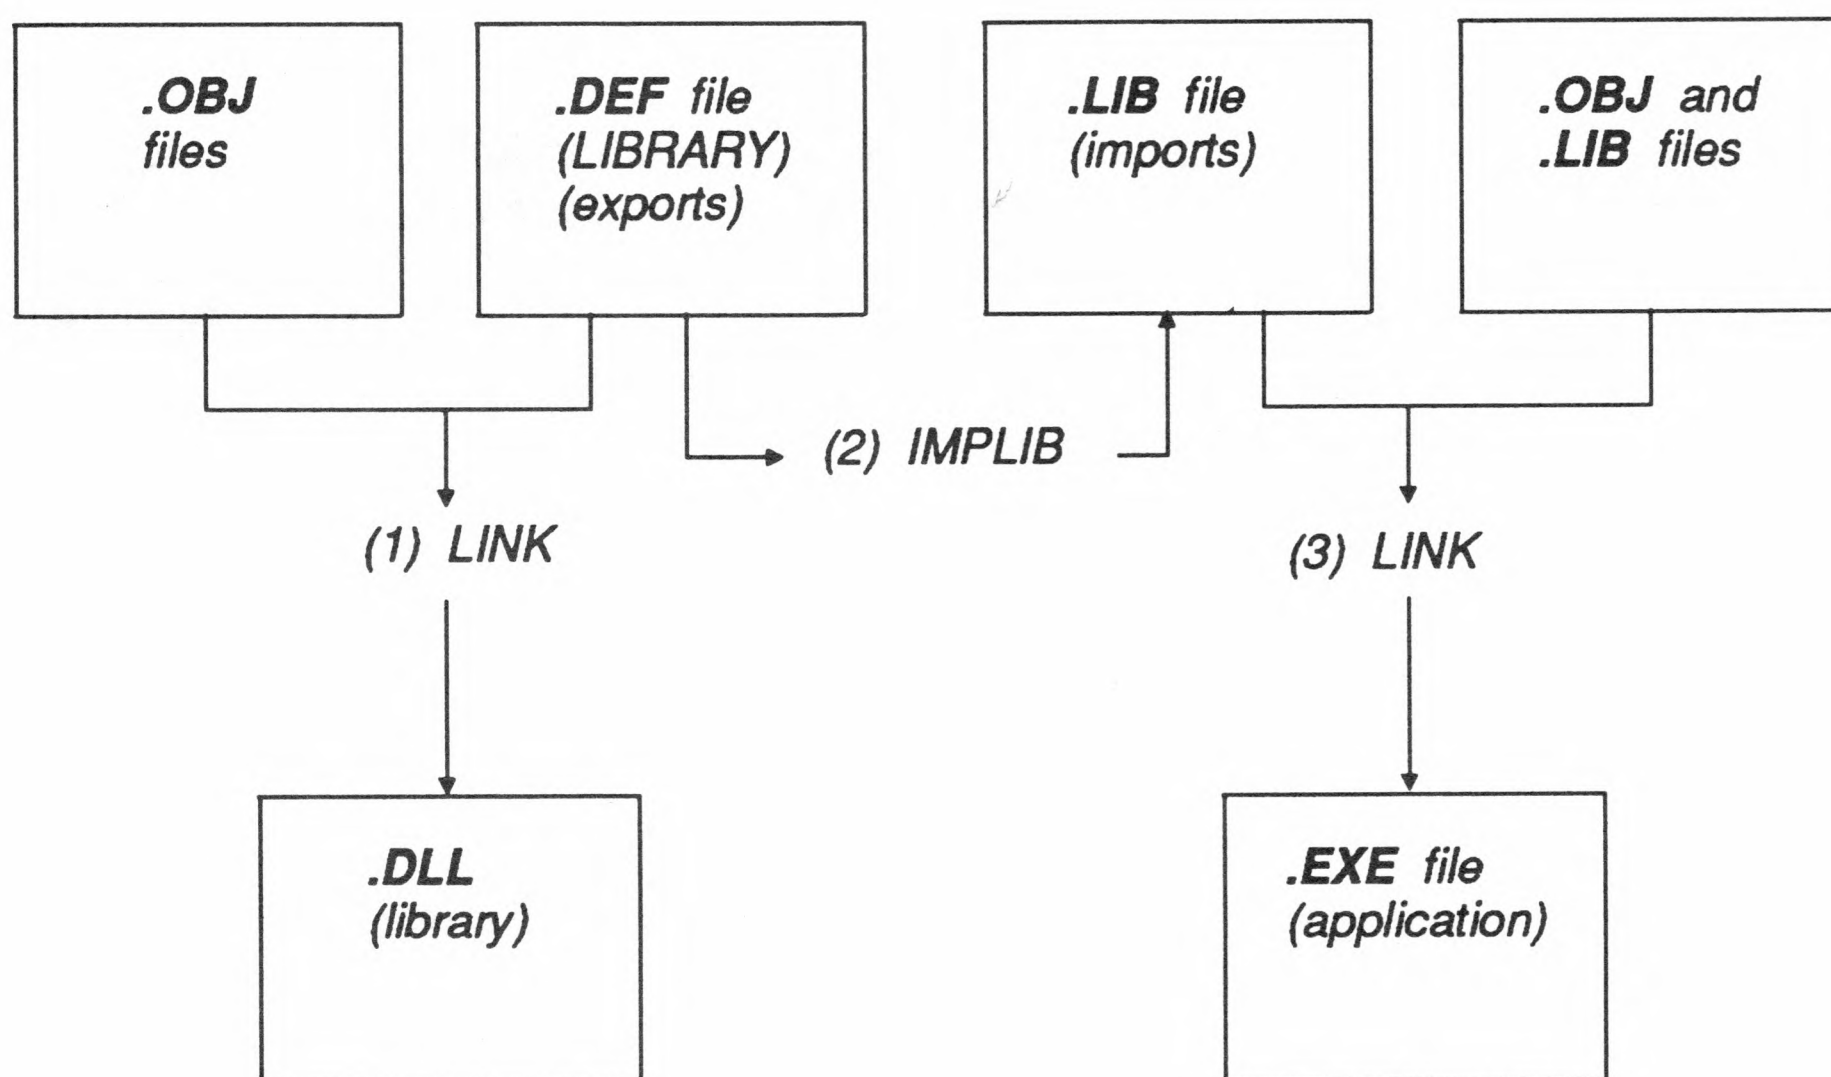 .OBJ
files
.DEF file
(LIBRARY)
(exports)
.LIB file
(imports)
.OBJ and
.LIB files
(2) IMPLIB
(1) LINK
(3) LINK
.DLL
(library)
.EXE file
(application)